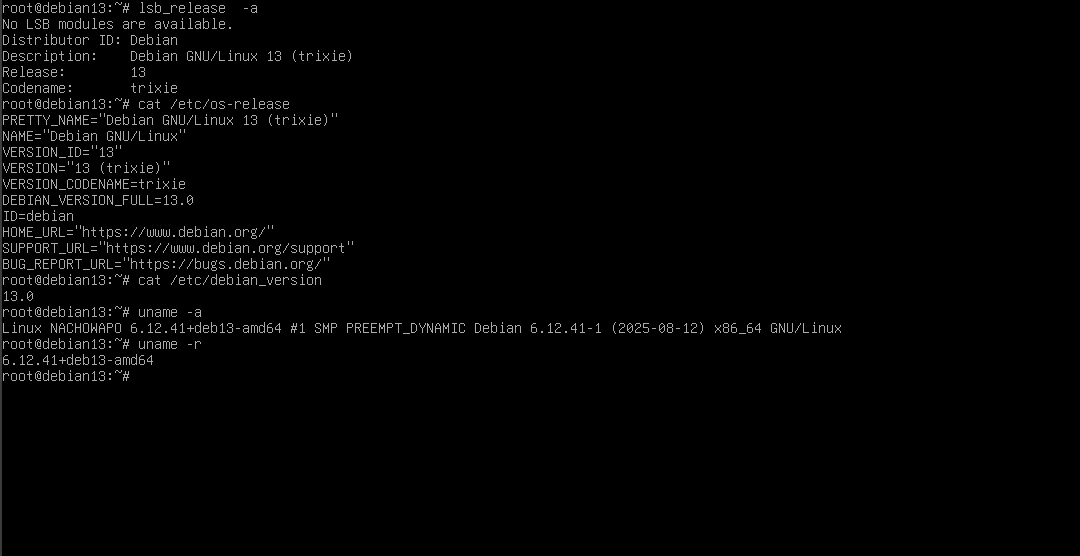 root@debian13:~# lsb_release  -a
No LSB modules are available.
Distributor ID: Debian
Description:    Debian GNU/Linux 13 (trixie)
Release:        13
Codename:       trixie
root@debian13:~# cat /etc/os-release
PRETTY_NAME="Debian GNU/Linux 13 (trixie)"
NAME="Debian GNU/Linux"
VERSION_ID="13"
VERSION="13 (trixie)"
VERSION_CODENAME=trixie
DEBIAN_VERSION_FULL=13.0
ID=debian
HOME_URL="https://www.debian.org/"
SUPPORT_URL="https://www.debian.org/support"
BUG_REPORT_URL="https://bugs.debian.org/"
root@debian13:~# cat /etc/debian_version
13.0
root@debian13:~# uname -a
Linux NACHOWAPO 6.12.41+deb13-amd64 #1 SMP PREEMPT_DYNAMIC Debian 6.12.41-1 (2025-08-12) x86_64 GNU/Linux
root@debian13:~# uname -r
6.12.41+deb13-amd64
root@debian13:~#